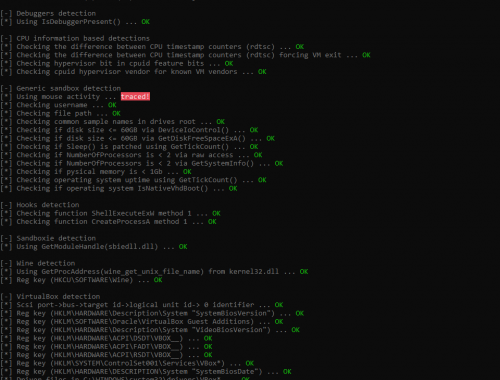 [-] Debuggers detection
[*] Using IsDebuggerPresent() ... OK
[-] CPU information based detections
[*] Checking the difference between CPU timestamp counters (rdtsc) ... OK
[*] Checking the difference between CPU timestamp counters (rdtsc) forcing VM exit ... OK
[*] Checking hypervisor bit in cpuid feature bits ... OK
[*] Checking cpuid hypervisor vendor for known VM vendors ... OK
[-] Generic sandbox detection
[*] Using mouse activity ... traced!
[*] Checking username ... OK
[*] Checking file path ... OK
[*] Checking common sample names in drives root ... OK
[*] Checking if disk size <= 60GB via DeviceIoControl() ... OK
[*] Checking if disk size <= 60GB via GetDiskFreeSpaceExA() ... OK
[*] Checking if Sleep() is patched using GetTickCount() ... OK
[*] Checking if NumberOfProcessors is < 2 via raw access ... OK
[*] Checking if NumberOfProcessors is < 2 via GetSystemInfo() ... OK
[*] Checking if pysical memory is < 1Gb ... OK
[*] Checking operating system uptime using GetTickCount() ... OK
[*] Checking if operating system IsNativeVhdBoot() ... OK
[-] Hooks detection
[*] Checking function ShellExecuteExW method 1 ... OK
[*] Checking function CreateProcessA method 1 ... OK
[-] Sandboxie detection
[*] Using GetModuleHandle(sbiedll.dll) ... OK
[-] Wine detection
[*] Using GetProcAddress(wine_get_unix_file_name) from kernel32.dll ... OK
[*] Reg key (HKCU\SOFTWARE\Wine) ... OK
[-] VirtualBox detection
[*] Scsi port->bus->target id->logical unit id-> 0 identifier ... OK
[*] Reg key (HKLM\HARDWARE\Description\System "SystemBiosVersion") ... OK
[*] Reg key (HKLM\SOFTWARE\Oracle\VirtualBox Guest Additions) ... OK
[*] Reg key (HKLM\HARDWARE\Description\System "VideoBiosVersion") ... OK
[*] Reg key (HKLM\HARDWARE\ACPI\DSDT\VBOX__) ... OK
[*] Reg key (HKLM\HARDWARE\ACPI\FADT\VBOX__) ... OK
[*] Reg key (HKLM\HARDWARE\ACPI\RSDT\VBOX__) ... OK
[*] Reg key (HKLM\SYSTEM\ControlSet001\Services\VBox*) ... OK
[*] Reg key (HKLM\HARDWARE\DESCRIPTION\System "SystemBiosDate") ... OK